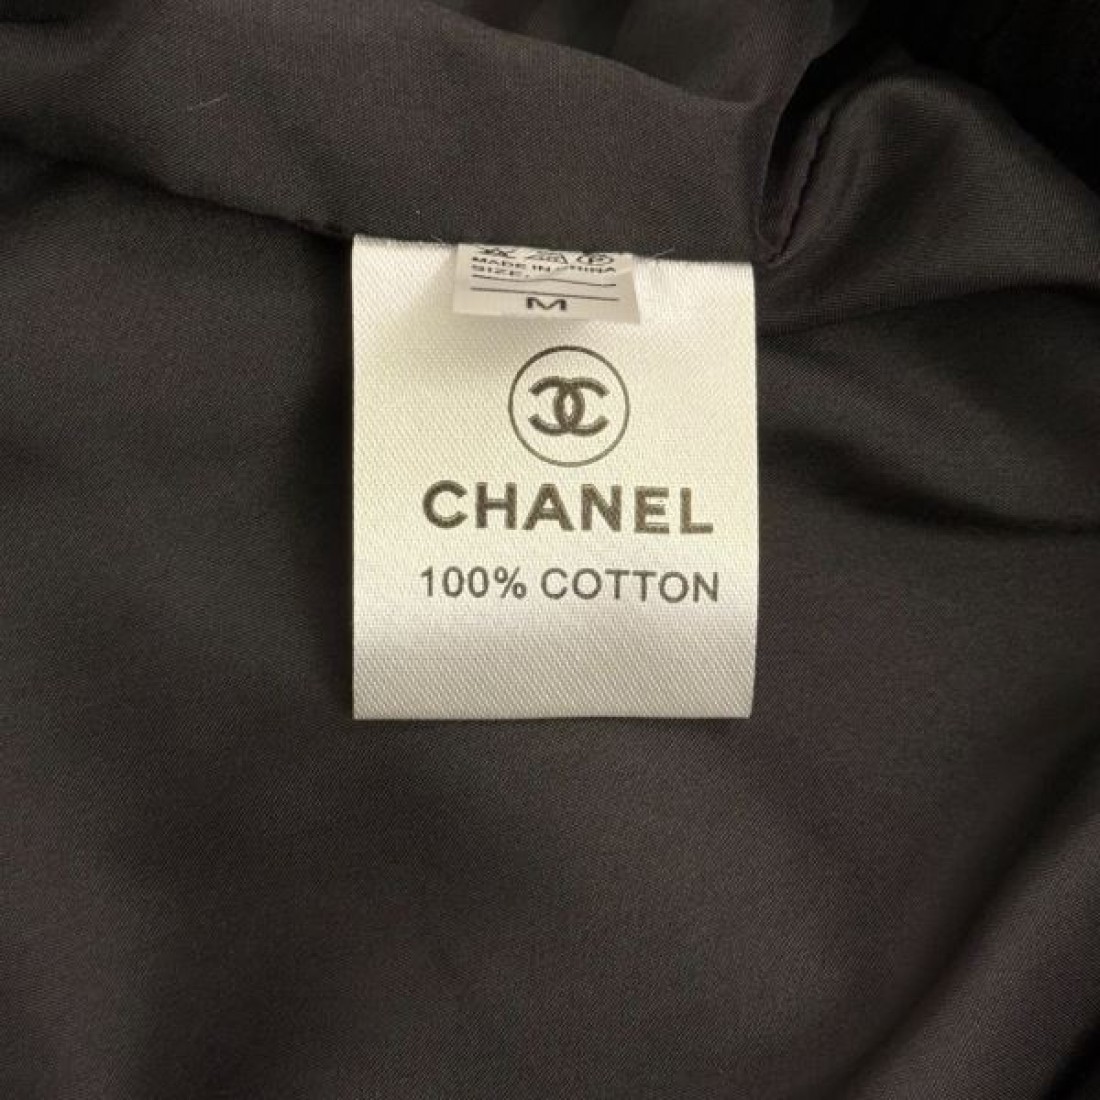 MADE IN CHINA
SIZE:
M
CHANEL
100% COTTON